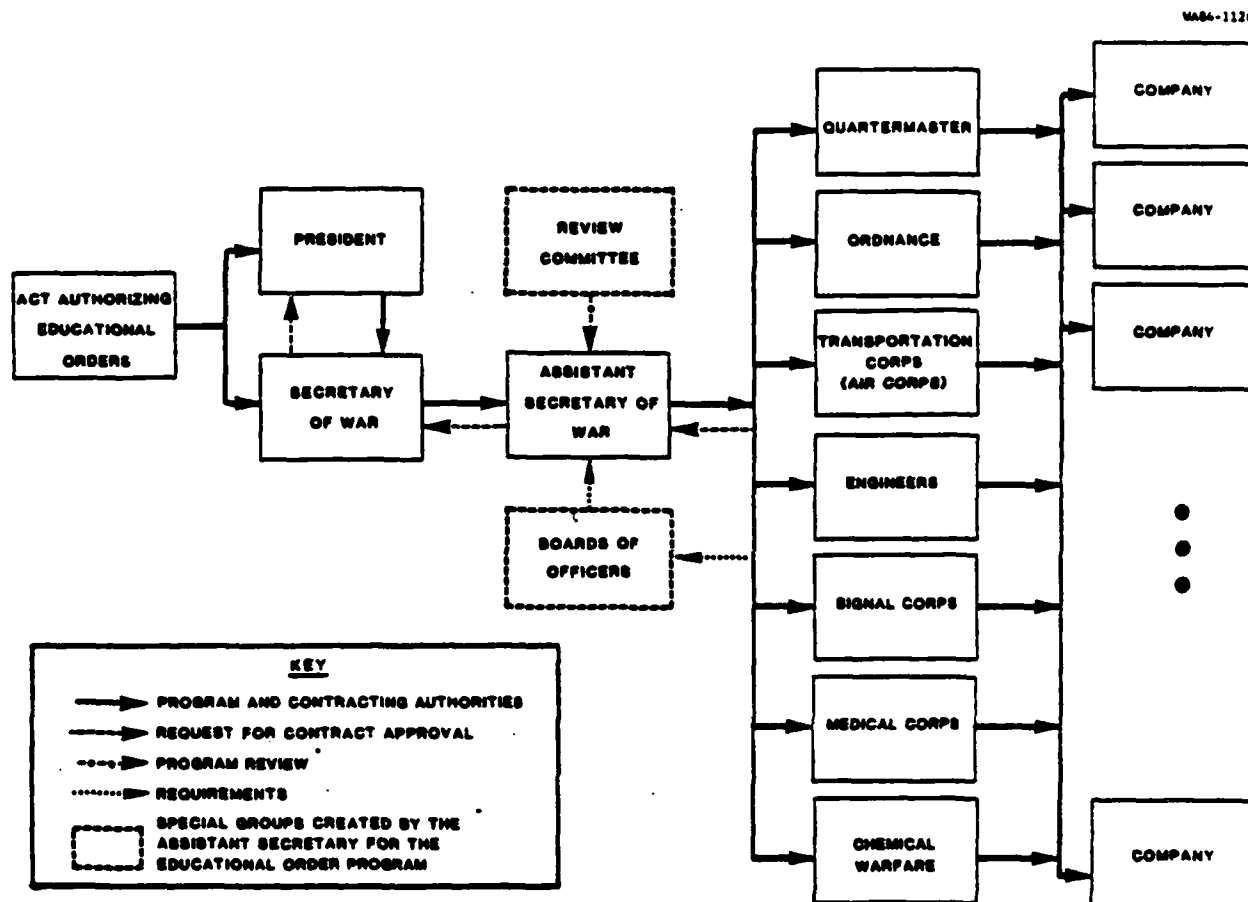 COMPANY
QUARTERMASTER
COMPANY
REVIEW
COMMITTEE
ORDNANCE
PRESIDENT
ACT AUTHORIZING
EDUCATIONAL
ORDERS
COMPANY
TRANSPORTATION
CORPS
(AIR CORPS)
SECRETARY
OF WAR
ASSISTANT
SECRETARY OF
WAR
ENGINEERS
BOARDS OF
OFFICERS
SIGNAL CORPS
MEDICAL CORPS
CHEMICAL
WARFARE
COMPANY
KEY
PROGRAM AND CONTRACTING AUTHORITIES
REQUEST FOR CONTRACT APPROVAL
PROGRAM REVIEW
REQUIREMENTS
SPECIAL GROUPS CREATED BY THE
ASSISTANT SECRETARY FOR THE
EDUCATIONAL ORDER PROGRAM